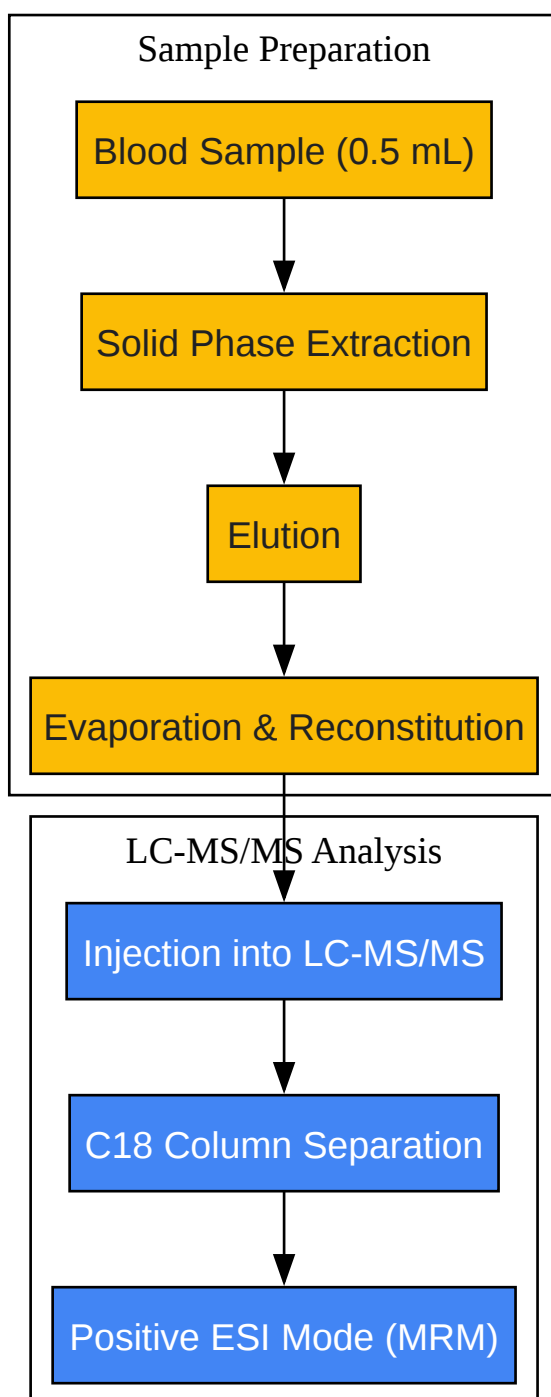 Sample Preparation
Blood Sample (0.5 mL)
Solid Phase Extraction
Elution
Evaporation & Reconstitution
LC-MS/MS Analysis
Injection into LC-MS/MS
C18 Column Separation
Positive ESI Mode (MRM)